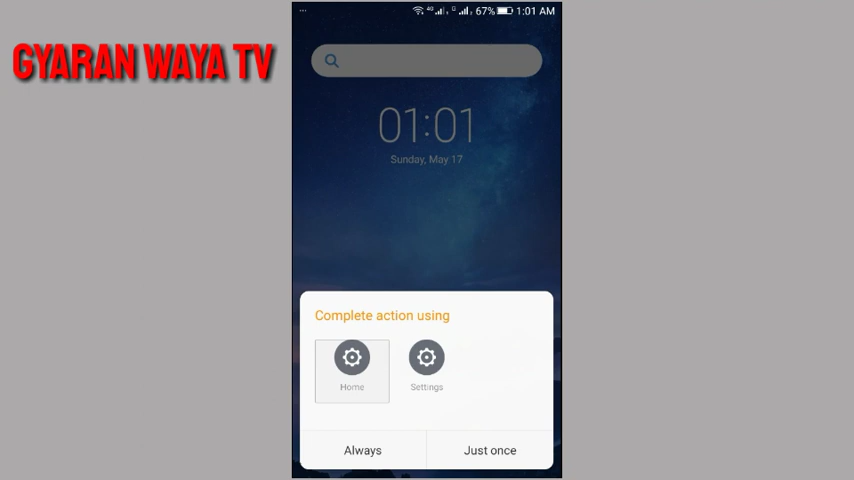 GYARAN WAYA TV
4G G 67% 1:01 AM
01:01
Sunday, May 17
Complete action using
Home Settings
Always Just once